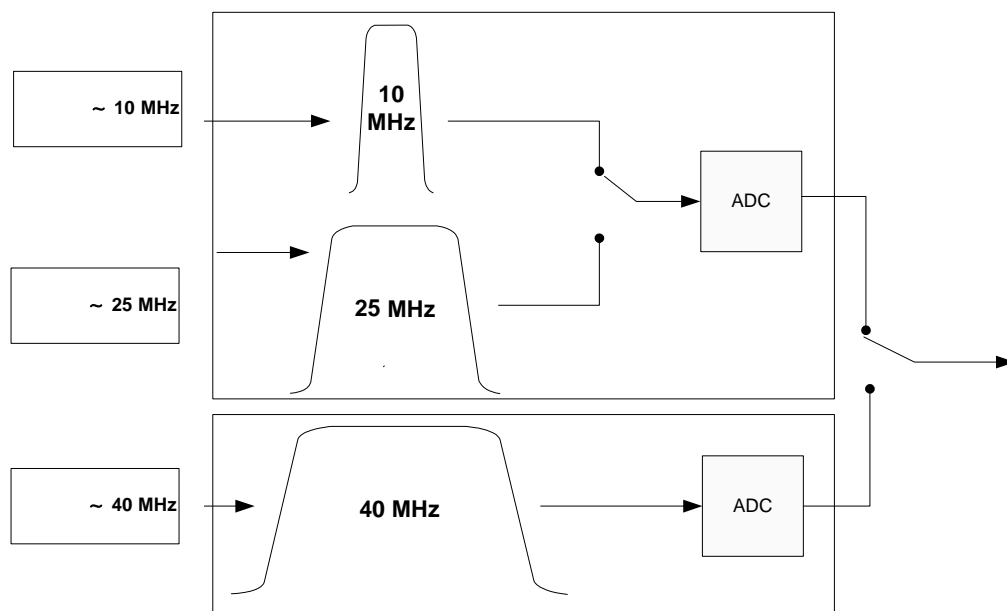 ~ 10 MHz
10
MHz
ADC
~ 25 MHz
25 MHz
~ 40 MHz
40 MHz
ADC